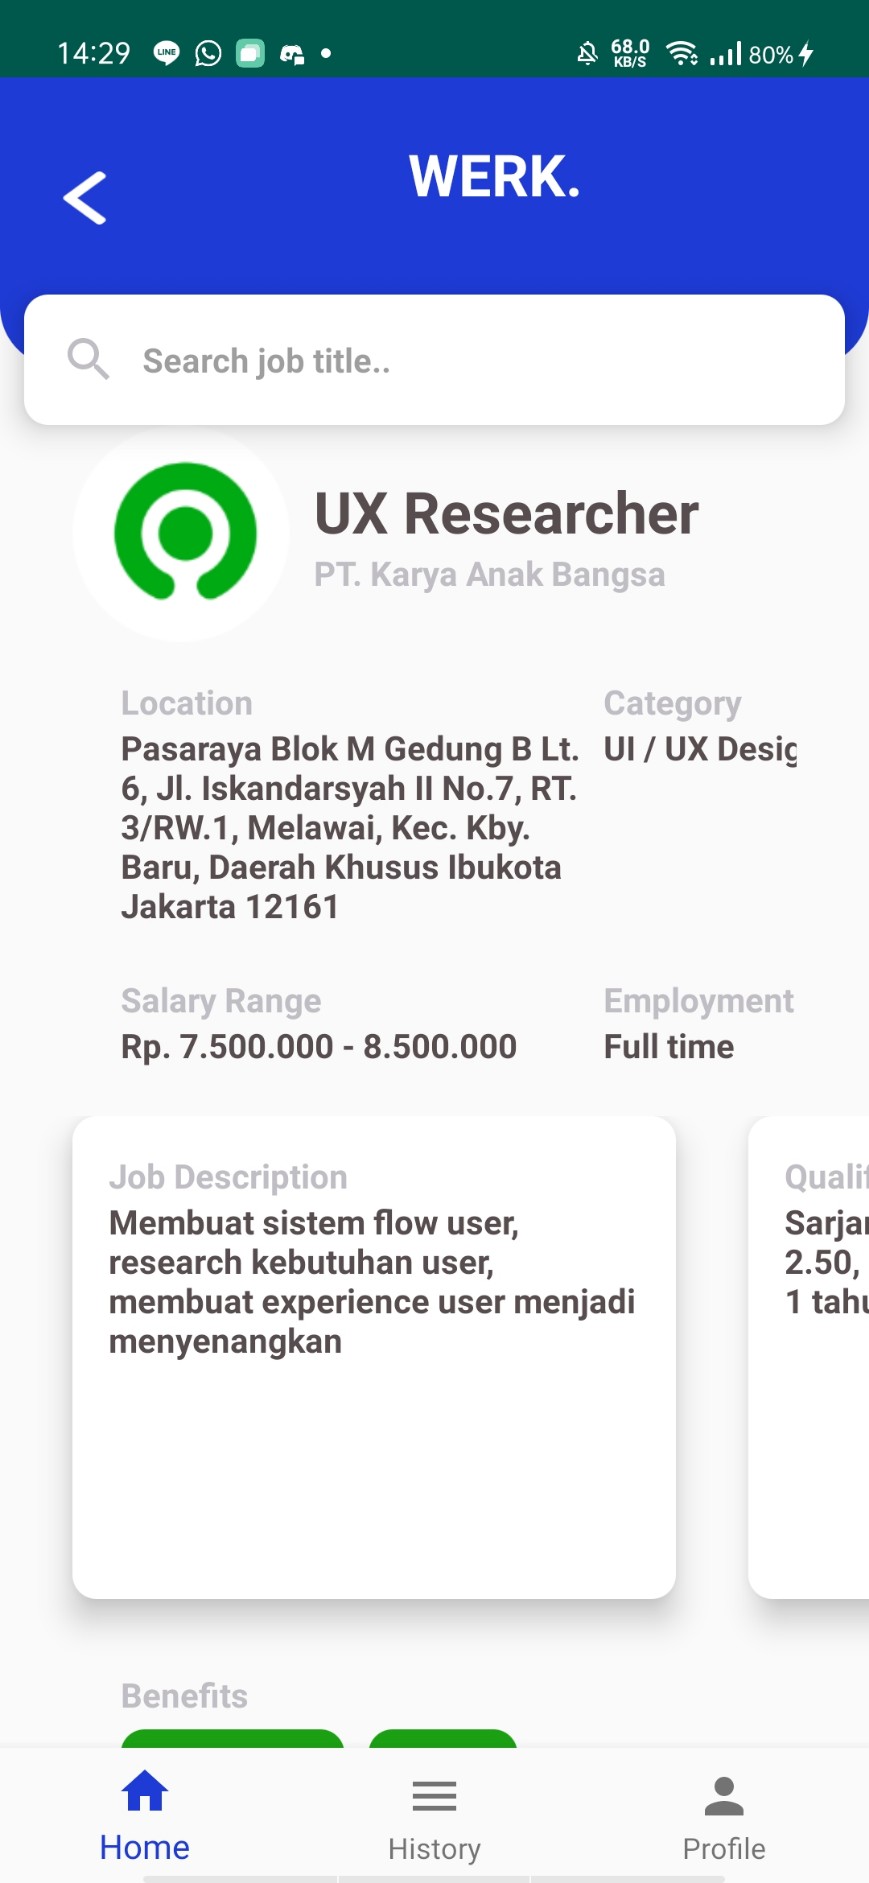 14:29
LINE
68.0
KB/S
80%
WERK.
Search job title..
UX Researcher
PT. Karya Anak Bangsa
Location
Pasaraya Blok M Gedung B Lt.
6, Jl. Iskandarsyah II No.7, RT.
3/RW.1, Melawai, Kec. Kby.
Baru, Daerah Khusus Ibukota
Jakarta 12161
Category
UI / UX
Salary Range
Rp. 7.500.000 - 8.500.000
Employment
Full time
Job Description
Membuat sistem flow user,
research kebutuhan user,
membuat experience user menjadi
menyenangkan
2.50,
1
Benefits
Home
History
Profile